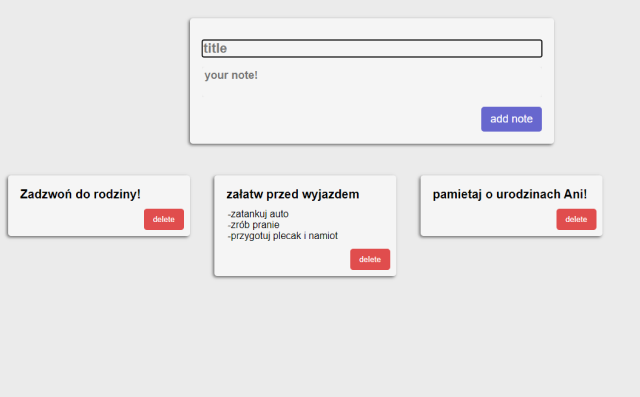 title
your note!
add note
Zadzwoń do rodziny!
delete
załatw przed wyjazdem
-zatankuj auto
-zrób pranie
-przygotuj plecak i namiot
delete
pamietaj o urodzinach Ani!
delete